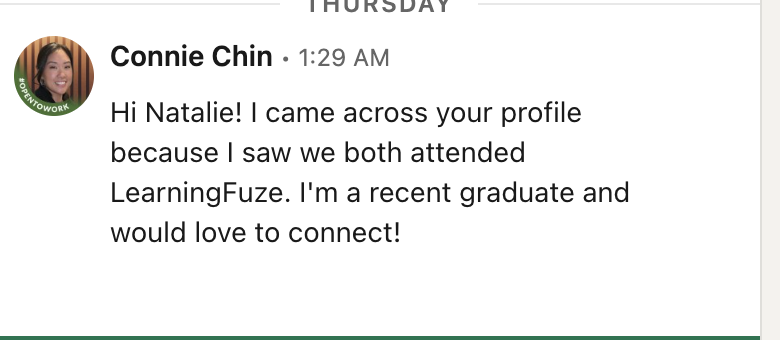 THURSDAY
Connie Chin • 1:29 AM
#OPENTOWORK
Hi Natalie! I came across your profile
because I saw we both attended
LearningFuze. I'm a recent graduate and
would love to connect!